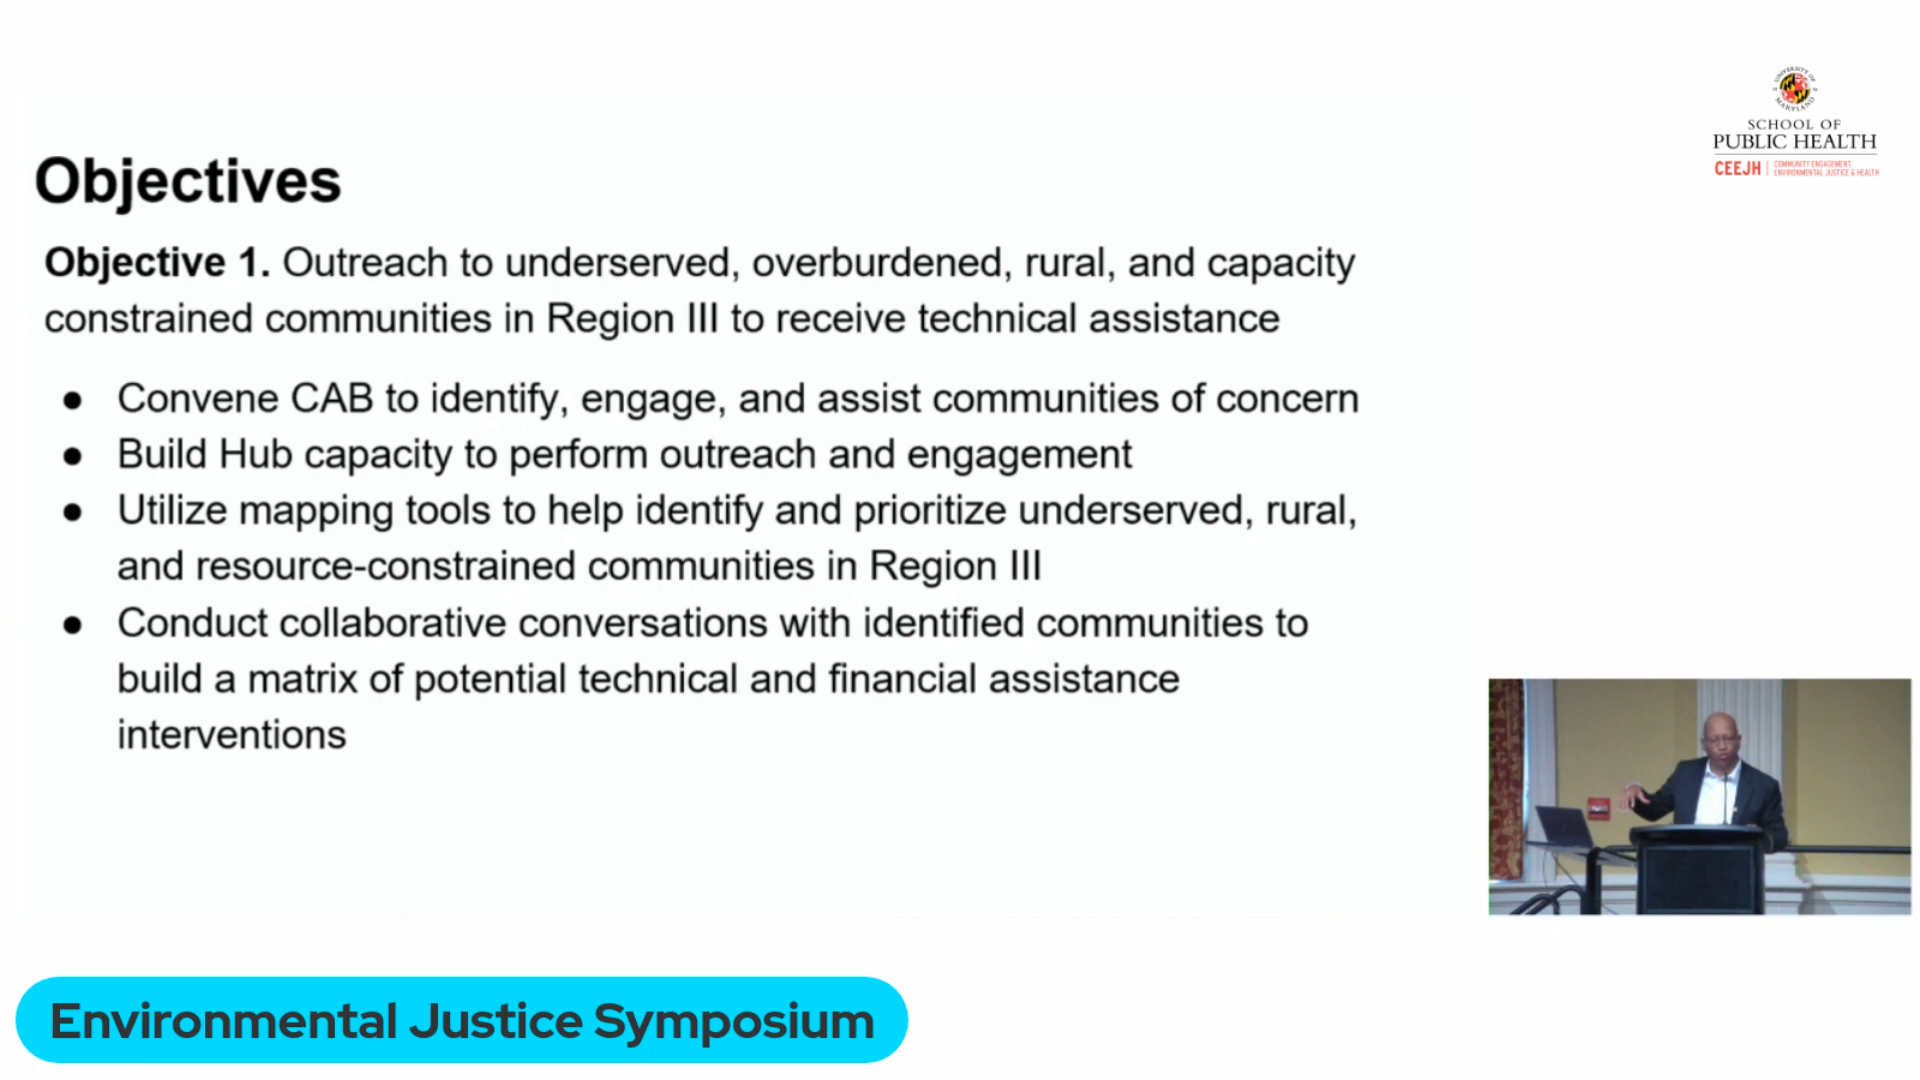 UNIVERSITY OF
MARYLAND
SCHOOL OF
PUBLIC HEALTH
CEEJH
COMMUNITY ENGAGEMENT,
ENVIRONMENTAL JUSTICE & HEALTH
Objectives
Objective 1. Outreach to underserved, overburdened, rural, and capacity
constrained communities in Region III to receive technical assistance
● Convene CAB to identify, engage, and assist communities of concern
● Build Hub capacity to perform outreach and engagement
● Utilize mapping tools to help identify and prioritize underserved, rural,
and resource-constrained communities in Region III
● Conduct collaborative conversations with identified communities to
build a matrix of potential technical and financial assistance
interventions
Environmental Justice Symposium